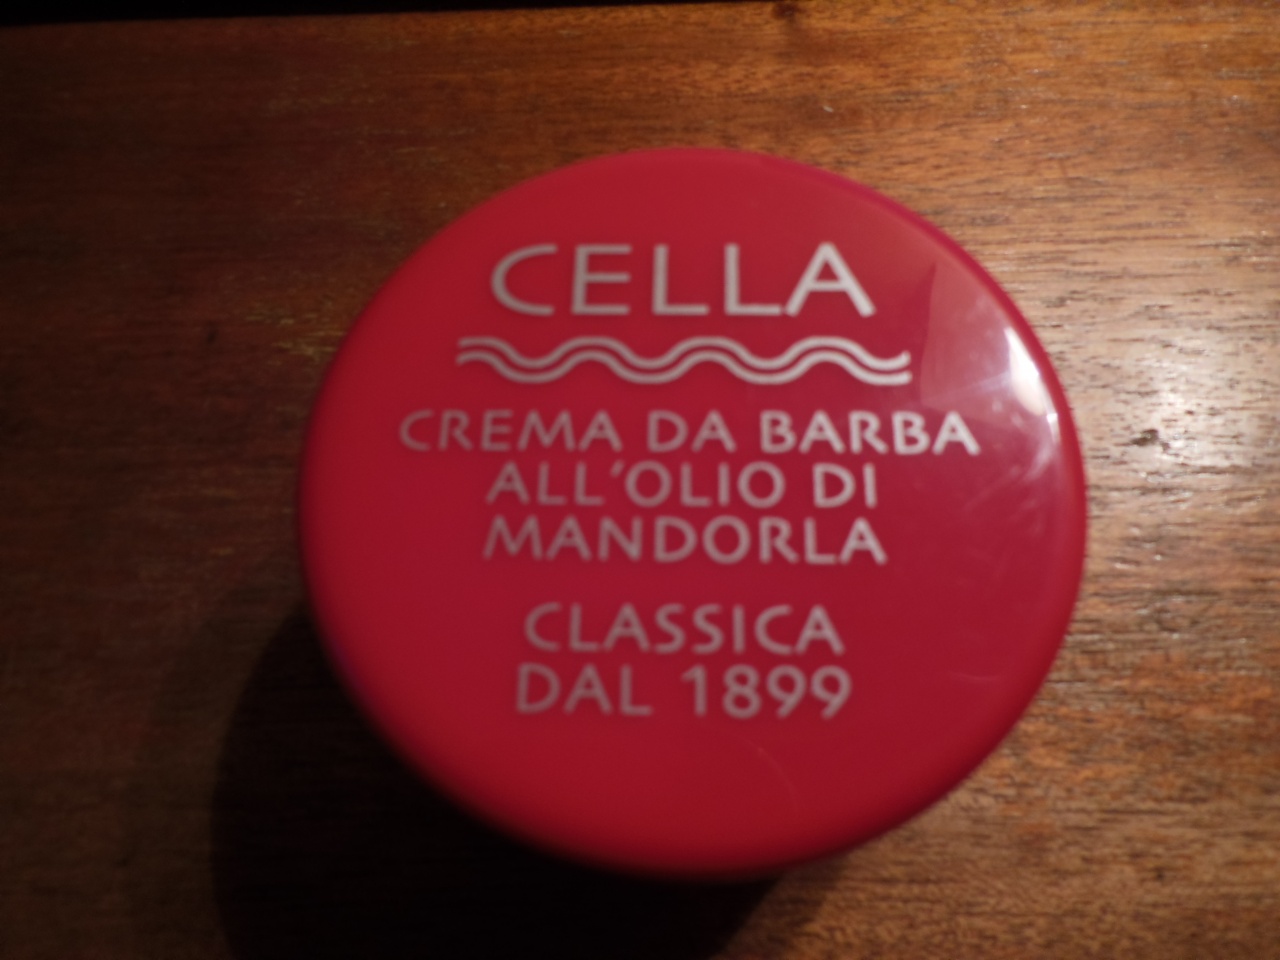 CELLA
CREMA DA BARBA
ALL'OLIO DI
MANDORLA
CLASSICA
DAL 1899